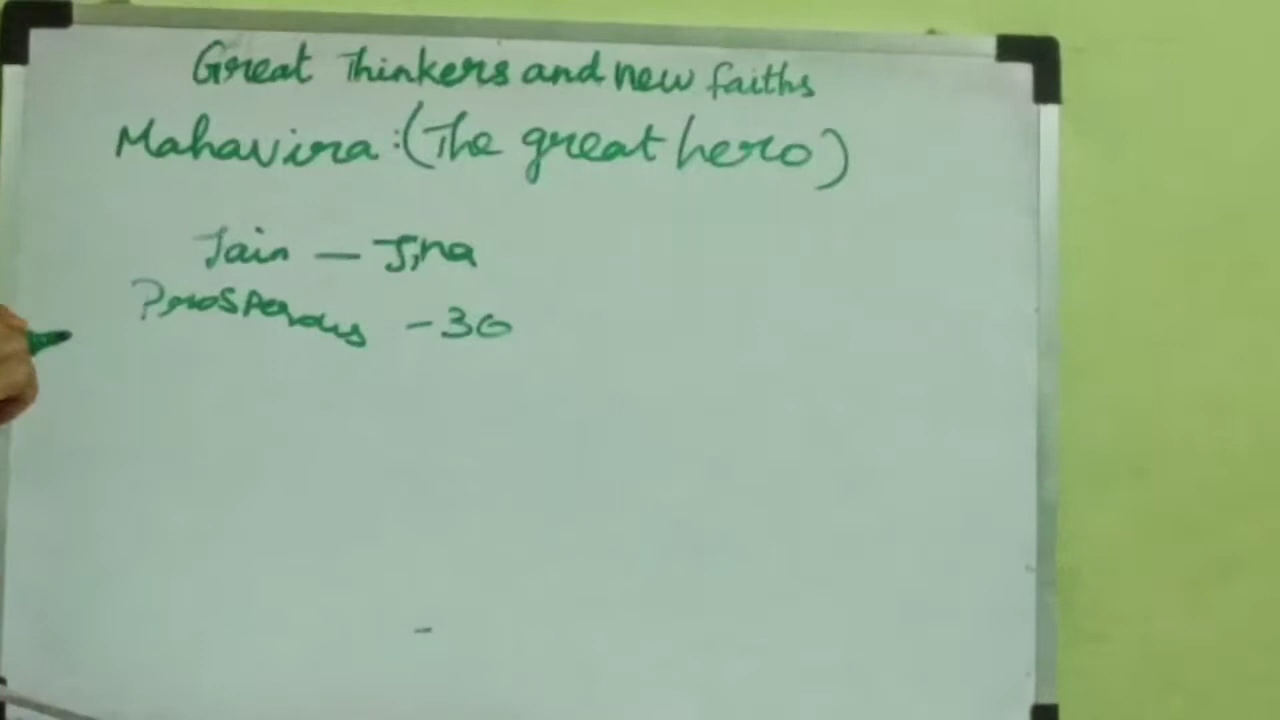 Great Thinkers and new faiths
Mahavira :(The great hero)
Jain — Jina
Prosperous - 30